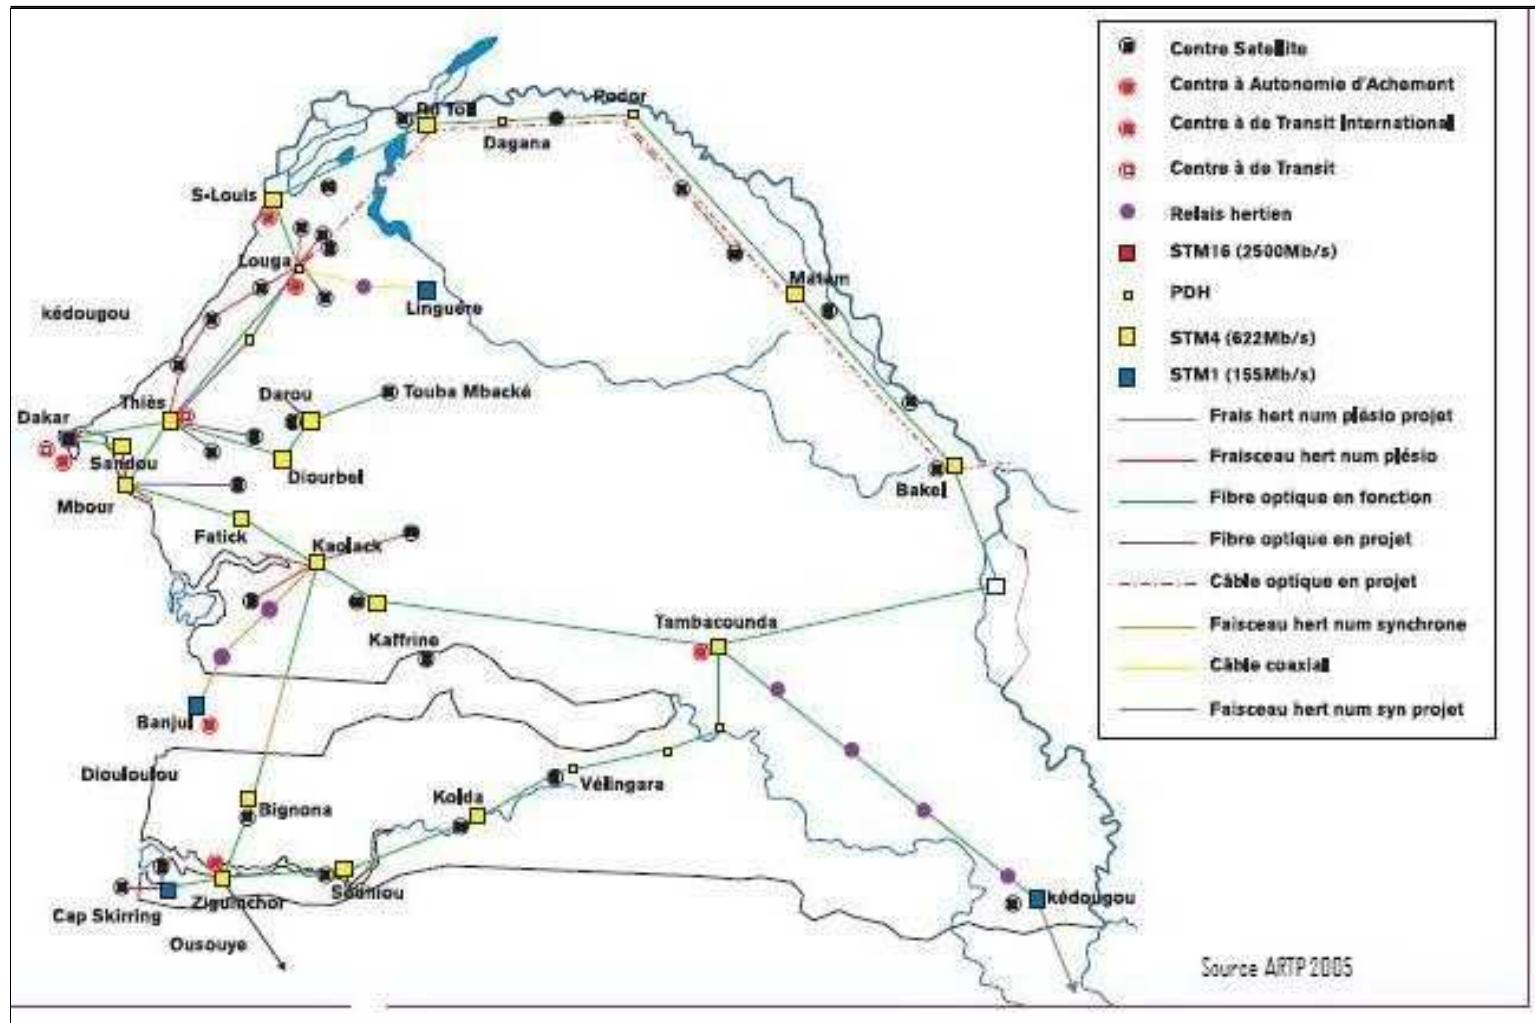 Podor
Rd Toll
Dagana
S-Louis
Louga
Matam
Linguère
kédougou
Darou
Touba Mbacké
Thiès
Dakar
Sandou
Diourbel
Bakel
Mbour
Fatick
Kaolack
Tambacounda
Kaffrine
Banjul
Diouloulou
Vélingara
Kolda
Bignona
Ziguinchor
kédougou
Cap Skirring
Ousouye
Centre Satellite
Centre à Autonomie d'Achement
Centre à de Transit International
Centre à de Transit
Relais hertien
STM16 (2500Mb/s)
PDH
STM4 (622Mb/s)
STM1 (155Mb/s)
Frais hert num plésio projet
Fraisceau hert num plésio
Fibre optique en fonction
Fibre optique en projet
Câble optique en projet
Faisceau hert num synchrone
Câble coaxial
Faisceau hert num syn projet
Source ARTP 2005